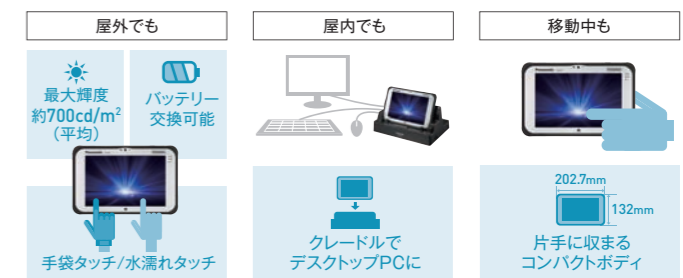 屋外でも
屋内でも
移動中も
最大輝度
約700cd/m²
（平均）
バッテリー
交換可能
Panasonic
手袋タッチ/水濡れタッチ
クレードルで
デスクトップPCに
Panasonic
202.7mm
132mm
片手に収まる
コンパクトボディ